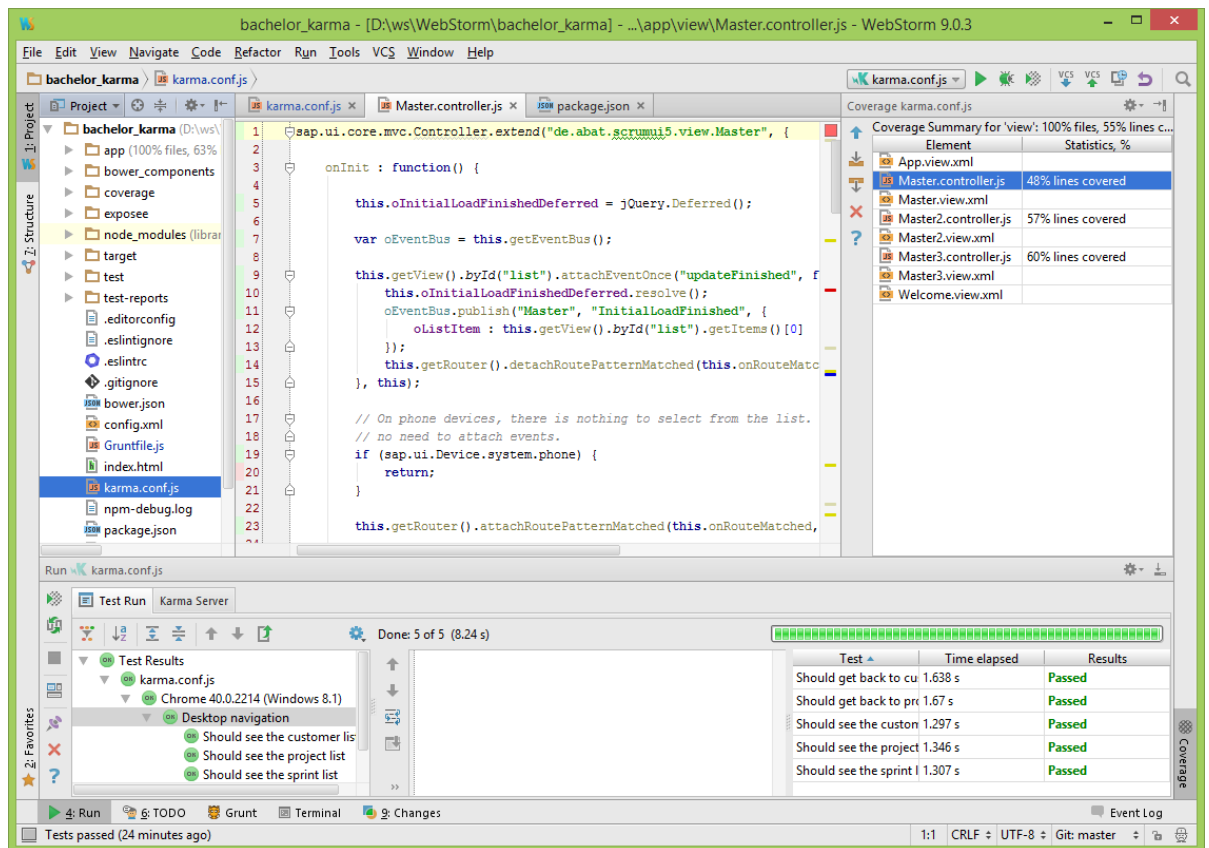 bachelor_karma - [D:\ws\WebStorm\bachelor_karma] - ...\app\view\Master.controller.js - WebStorm 9.0.3
File Edit View Navigate Code Refactor Run Tools VCS Window Help
bachelor_karma karma.conf.js
karma.conf.js
VCS VCS
1: Project
7: Structure
2: Favorites
Project
bachelor_karma (D:\ws\
app (100% files, 63%
bower_components
coverage
exposee
node_modules (librar
target
test
test-reports
.editorconfig
.eslintignore
.eslintrc
.gitignore
bower.json
config.xml
Gruntfile.js
index.html
karma.conf.js
npm-debug.log
package.json
karma.conf.js × Master.controller.js × package.json ×
1 sap.ui.core.mvc.Controller.extend("de.abat.scrumui5.view.Master", {
2
3 onInit : function() {
4
5 this.oInitialLoadFinishedDeferred = jQuery.Deferred();
6
7 var oEventBus = this.getEventBus();
8
9 this.getView().byId("list").attachEventOnce("updateFinished", f
10 this.oInitialLoadFinishedDeferred.resolve();
11 oEventBus.publish("Master", "InitialLoadFinished", {
12 oListItem : this.getView().byId("list").getItems()[0]
13 });
14 this.getRouter().detachRoutePatternMatched(this.onRouteMatc
15 }, this);
16
17 // On phone devices, there is nothing to select from the list.
18 // no need to attach events.
19 if (sap.ui.Device.system.phone) {
20 return;
21 }
22
23 this.getRouter().attachRoutePatternMatched(this.onRouteMatched,
24
Coverage karma.conf.js
Coverage Summary for 'view': 100% files, 55% lines c...
Element Statistics, %
App.view.xml
Master.controller.js 48% lines covered
Master.view.xml
Master2.controller.js 57% lines covered
Master2.view.xml
Master3.controller.js 60% lines covered
Master3.view.xml
Welcome.view.xml
Run karma.conf.js
Test Run Karma Server
Done: 5 of 5 (8.24 s)
Test Results
karma.conf.js
Chrome 40.0.2214 (Windows 8.1)
Desktop navigation
Should see the customer lis
Should see the project list
Should see the sprint list
Test Time elapsed Results
Should get back to cu 1.638 s Passed
Should get back to pro 1.67 s Passed
Should see the custon 1.297 s Passed
Should see the project 1.346 s Passed
Should see the sprint l 1.307 s Passed
Coverage
4: Run 6: TODO Grunt Terminal 9: Changes Event Log
Tests passed (24 minutes ago) 1:1 CRLF UTF-8 Git: master